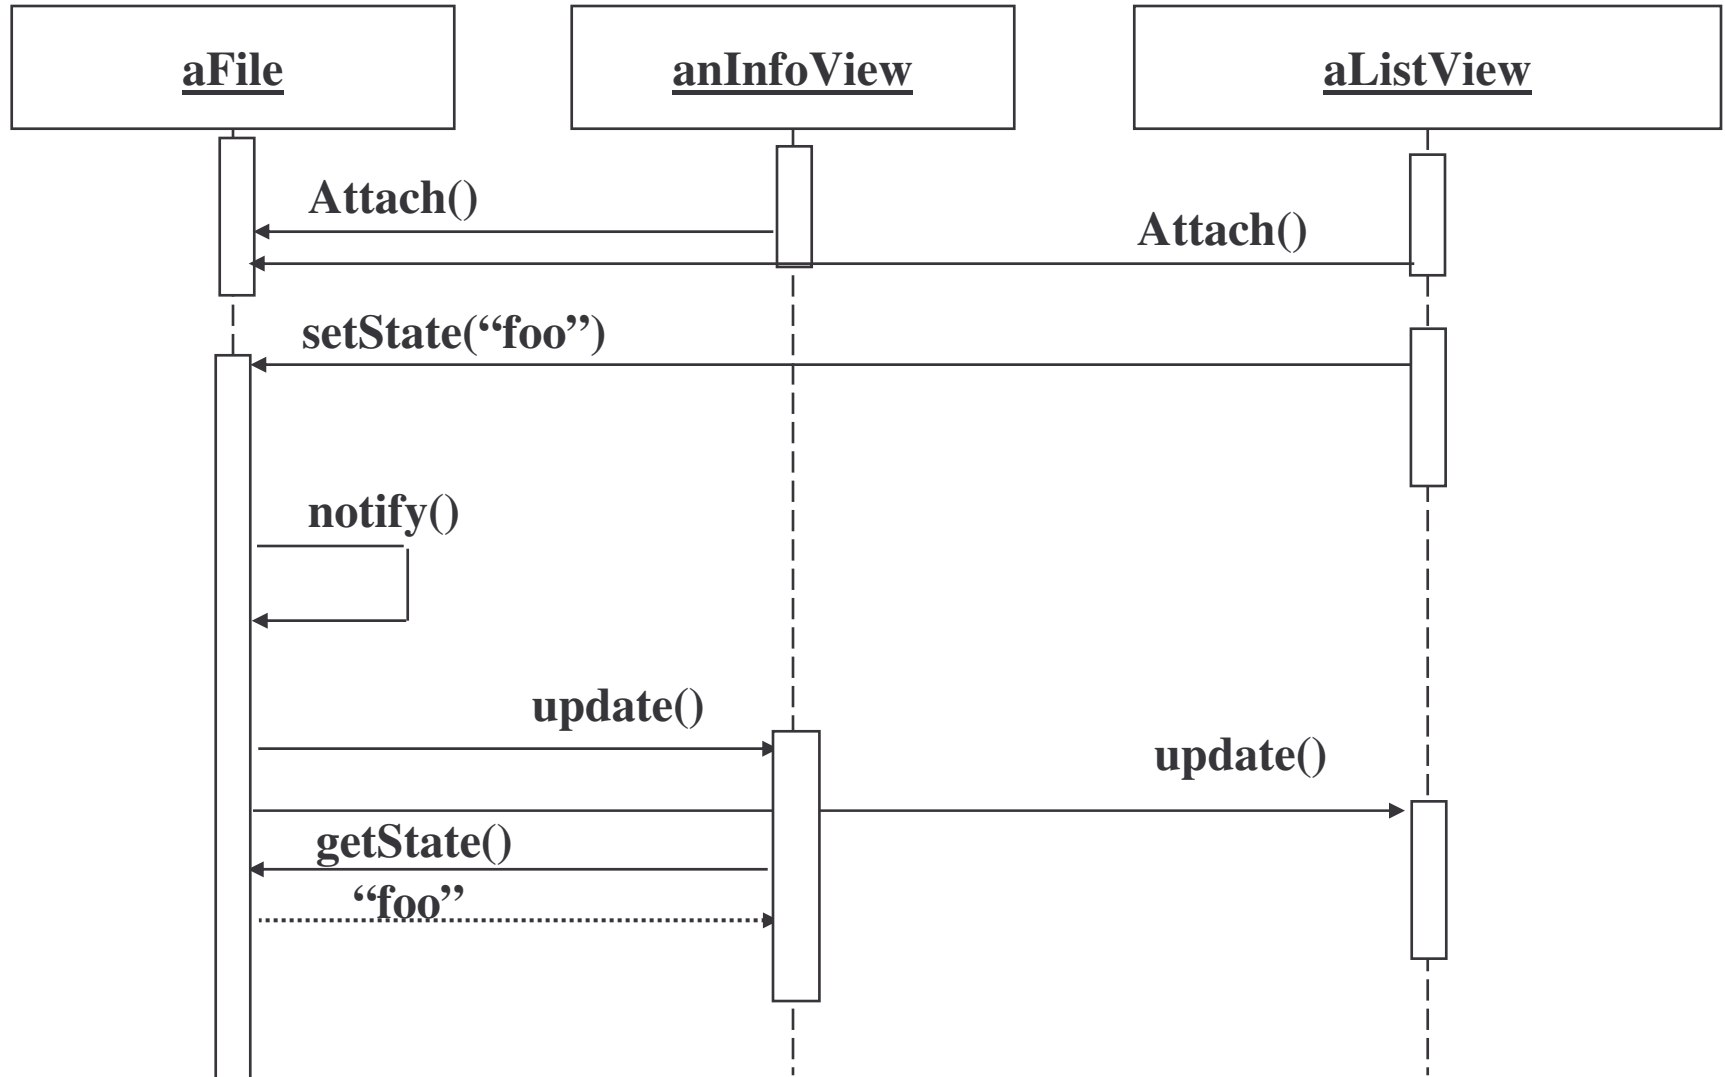 aFile
anInfoView
aListView
Attach()
Attach()
setState(“foo”)
notify()
update()
update()
getState()
“foo”